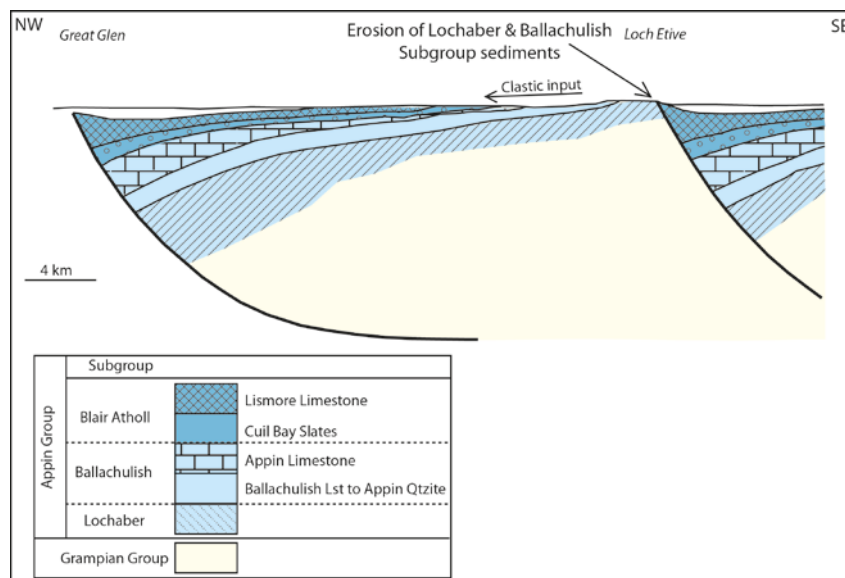 NW
SE
Great Glen
Erosion of Lochaber & Ballachulish
Subgroup sediments
Loch Etive
Clastic input
4 km
Subgroup
Appin Group
Blair Atholl
Lismore Limestone
Cuil Bay Slates
Ballachulish
Appin Limestone
Ballachulish Lst to Appin Qtzite
Lochaber
Grampian Group